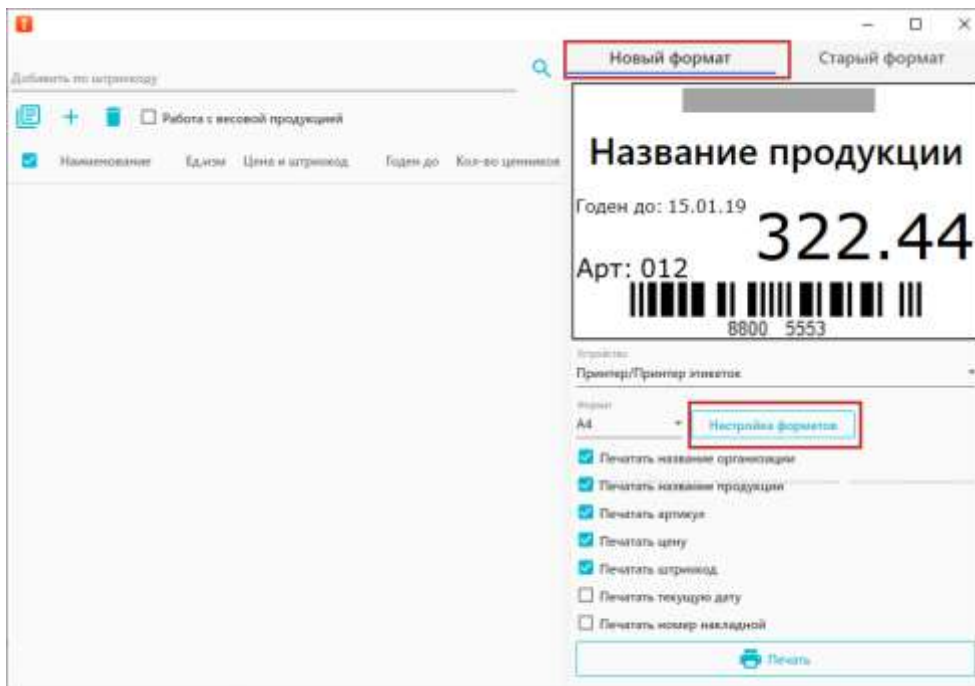 Новый формат
Старый формат
Добавить по штрихкоду
Работа с весовой продукцией
Наименование Ед.изм Цена и штрихкод Годен до Кол-во ценников
Название продукции
Годен до: 15.01.19
322.44
Арт: 012
8800 5553
Устройство
Принтер/Принтер этикеток
Формат
A4
Настройка форматов
Печатать название организации
Печатать название продукции
Печатать артикул
Печатать цену
Печатать штрихкод
Печатать текущую дату
Печатать номер накладной
Печать